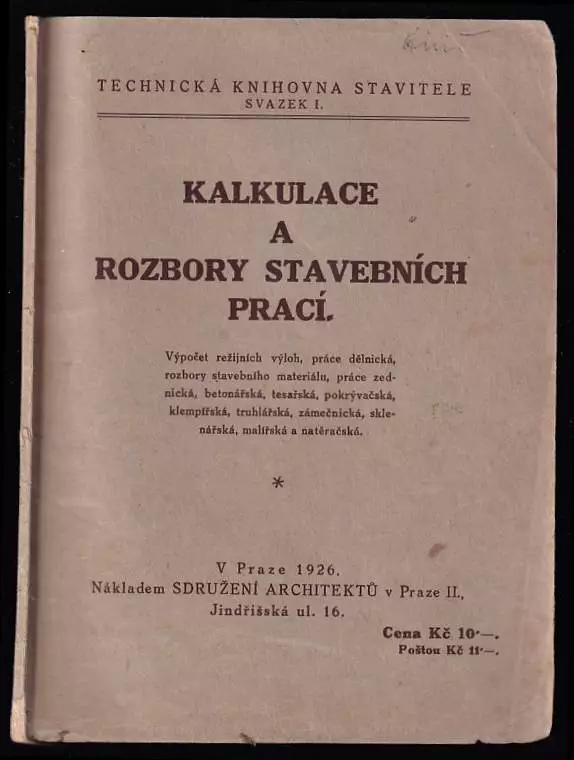 TECHNICKÁ KNIHOVNA STAVITELE
SVAZEK I.
KALKULACE
A
ROZBORY STAVEBNÍCH
PRACÍ.
Výpočet režijních výloh, práce dělnická,
rozbory stavebního materiálu, práce zed-
nická, betonářská, tesařská, pokrývačská,
klempířská, truhlářská, zámečnická, skle-
nářská, malířská a natěračská.
*
V Praze 1926.
Nákladem SDRUŽENÍ ARCHITEKTŮ v Praze II.,
Jindřišská ul. 16.
Cena Kč 10·—.
Poštou Kč 11·—.